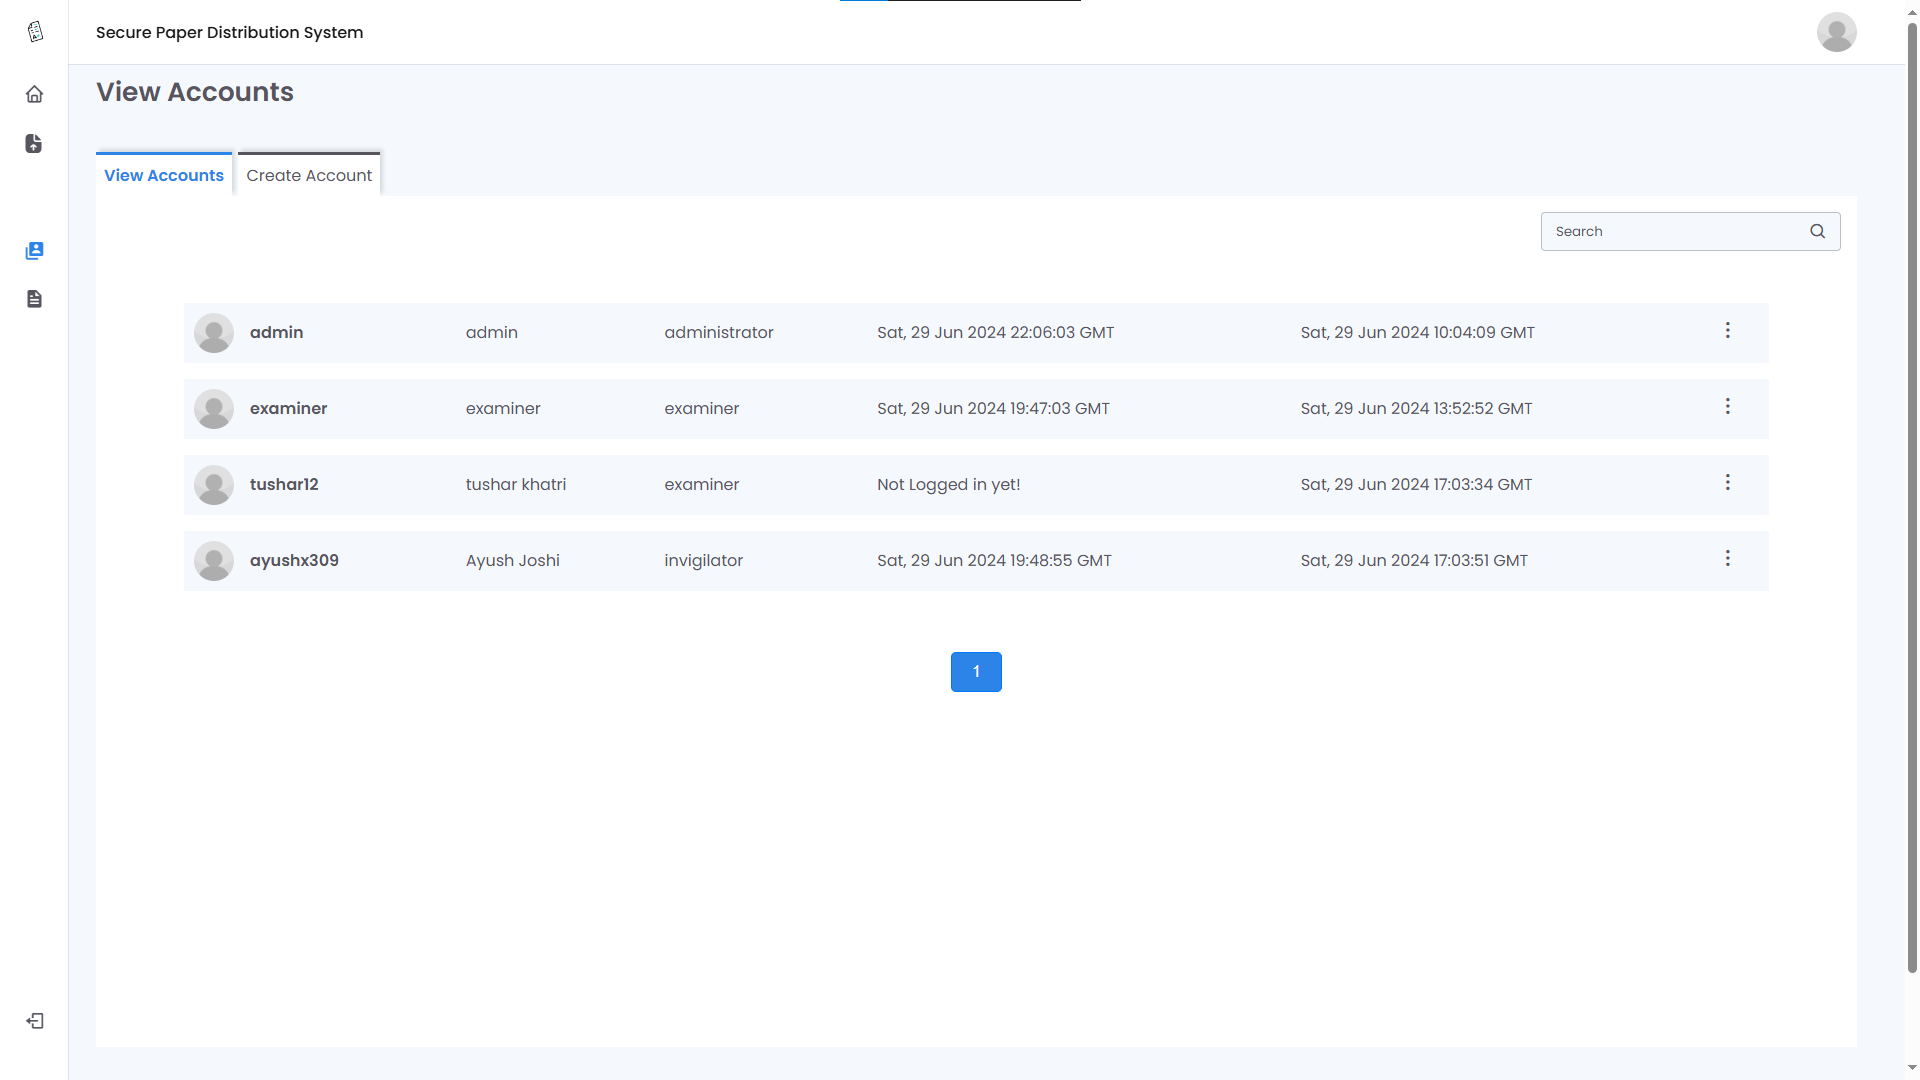 Secure Paper Distribution System
View Accounts
View Accounts Create Account
Search
admin admin administrator Sat, 29 Jun 2024 22:06:03 GMT Sat, 29 Jun 2024 10:04:09 GMT
examiner examiner examiner Sat, 29 Jun 2024 19:47:03 GMT Sat, 29 Jun 2024 13:52:52 GMT
tushar12 tushar khatri examiner Not Logged in yet! Sat, 29 Jun 2024 17:03:34 GMT
ayushx309 Ayush Joshi invigilator Sat, 29 Jun 2024 19:48:55 GMT Sat, 29 Jun 2024 17:03:51 GMT
1